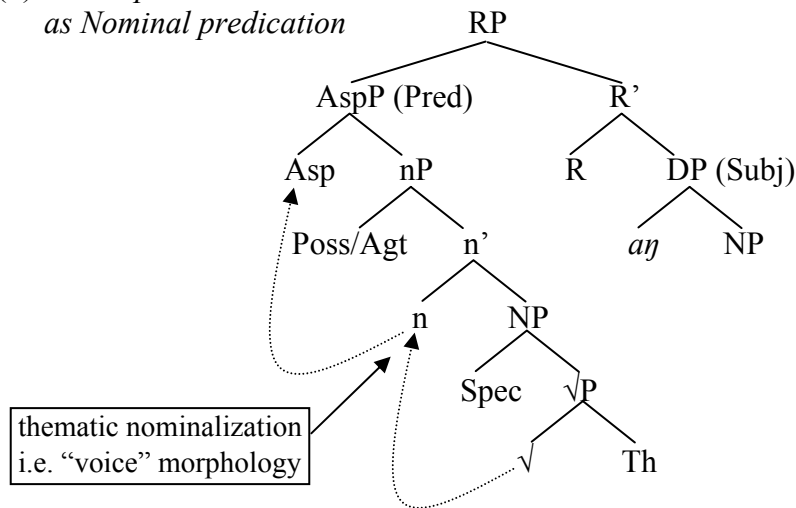 as Nominal predication
RP
AspP (Pred) R’
Asp nP R DP (Subj)
Poss/Agt n’ aŋ NP
n NP
Spec √P
thematic nominalization
i.e. “voice” morphology
√ Th